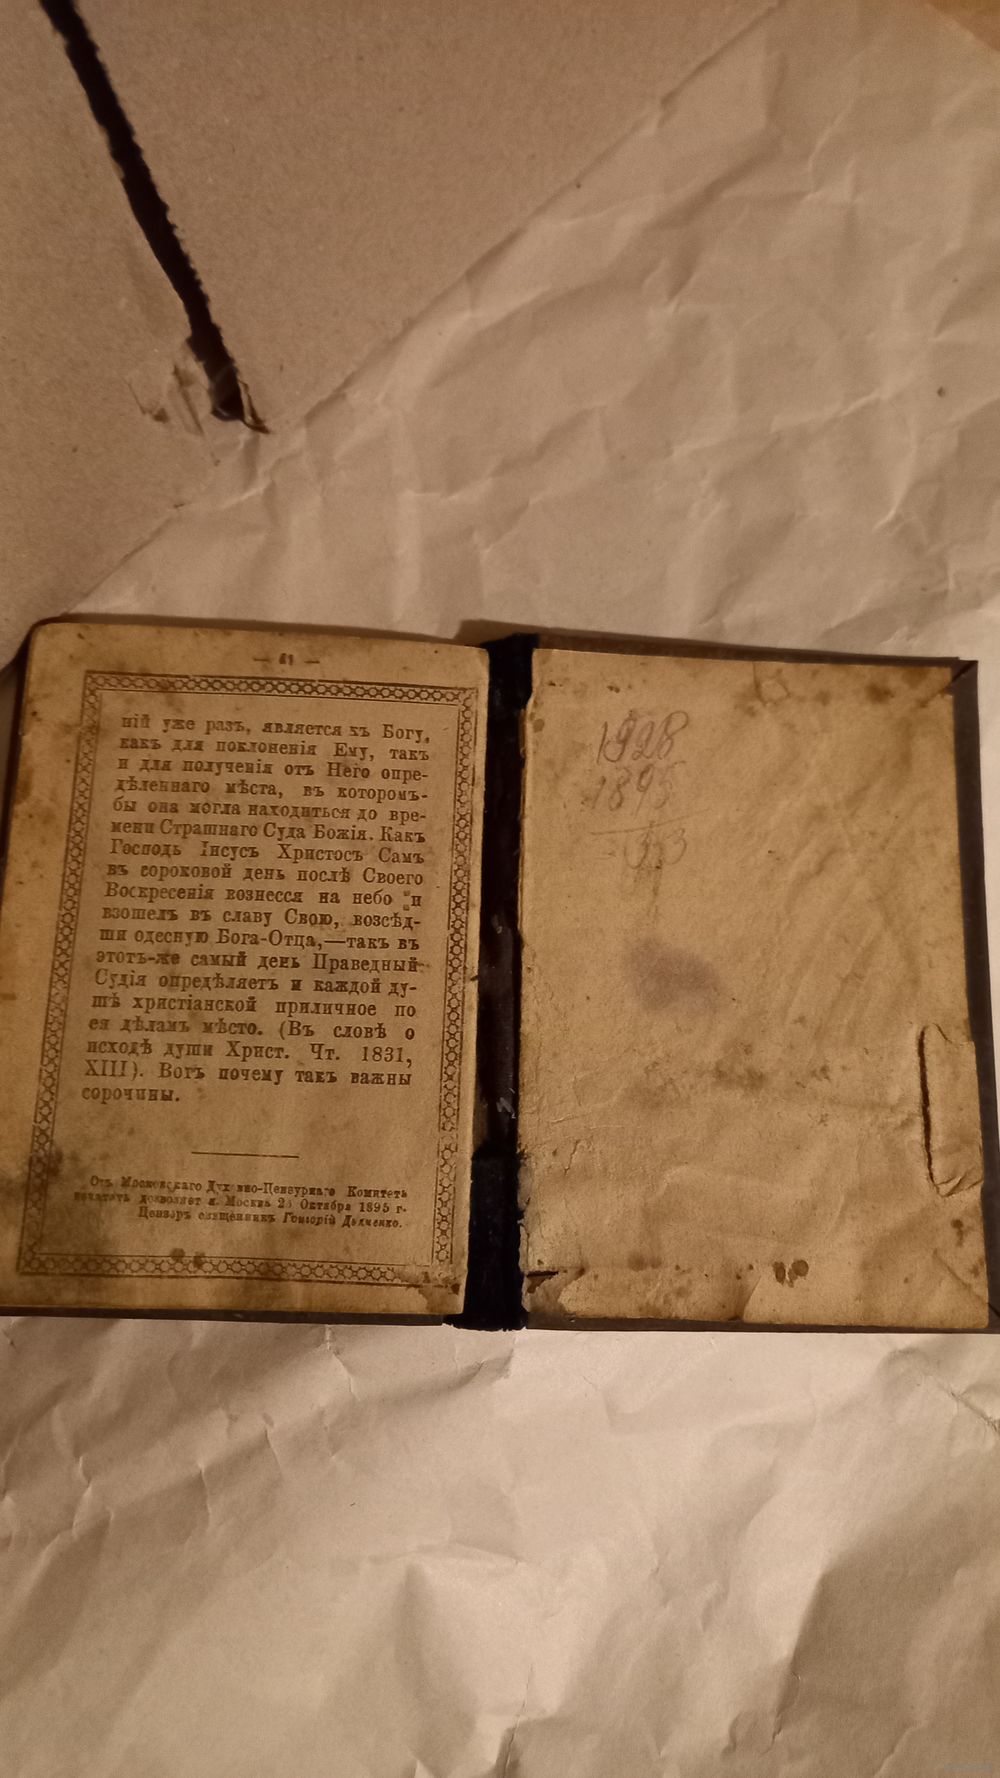 — 61 —
ній уже разъ, является къ Богу,
какъ для поклоненія Ему, такъ
и для полученія отъ Него опре-
дѣленнаго мѣста, въ которомъ-
бы она могла находиться до вре-
мени Страшнаго Суда Божія. Какъ
Господь Іисусъ Христосъ Самъ
въ сороковой день послѣ Своего
Воскресенія вознесся на небо и
взошелъ въ славу Свою, возсѣд-
ши одесную Бога-Отца,—такъ въ
этотъ-же самый день Праведный
Судія опредѣляетъ и каждой ду-
шѣ христіанской приличное по
ея дѣламъ мѣсто. (Въ словѣ о
исходѣ души Христ. Чт. 1831,
XIII). Вотъ почему такъ важны
сорочины.
Отъ Московскаго Духовно-Цензурнаго Комитета
печатать дозволяется. Москва 2 Октября 1895 г.
Цензоръ священникъ Григорій Дьяченко.
1928
1895
33